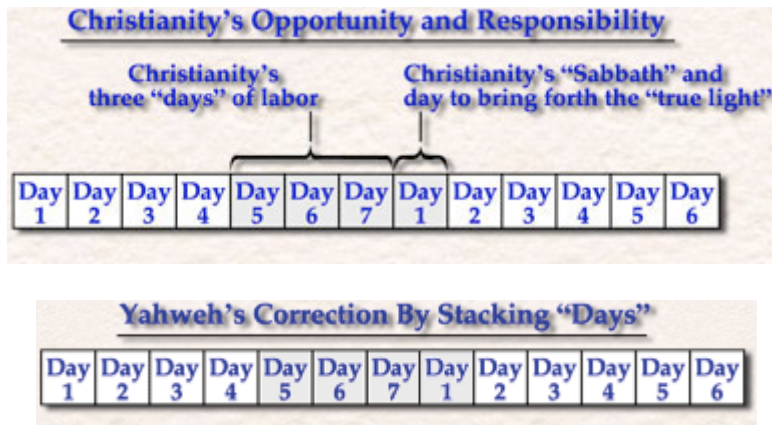 Christianity's Opportunity and Responsibility
Christianity's
three “days” of labor
Christianity's “Sabbath” and
day to bring forth the “true light”
Day Day Day Day Day Day Day Day Day Day Day Day Day
1 2 3 4 5 6 7 1 2 3 4 5 6
Yahweh's Correction By Stacking “Days”
Day Day Day Day Day Day Day Day Day Day Day Day Day
1 2 3 4 5 6 7 1 2 3 4 5 6